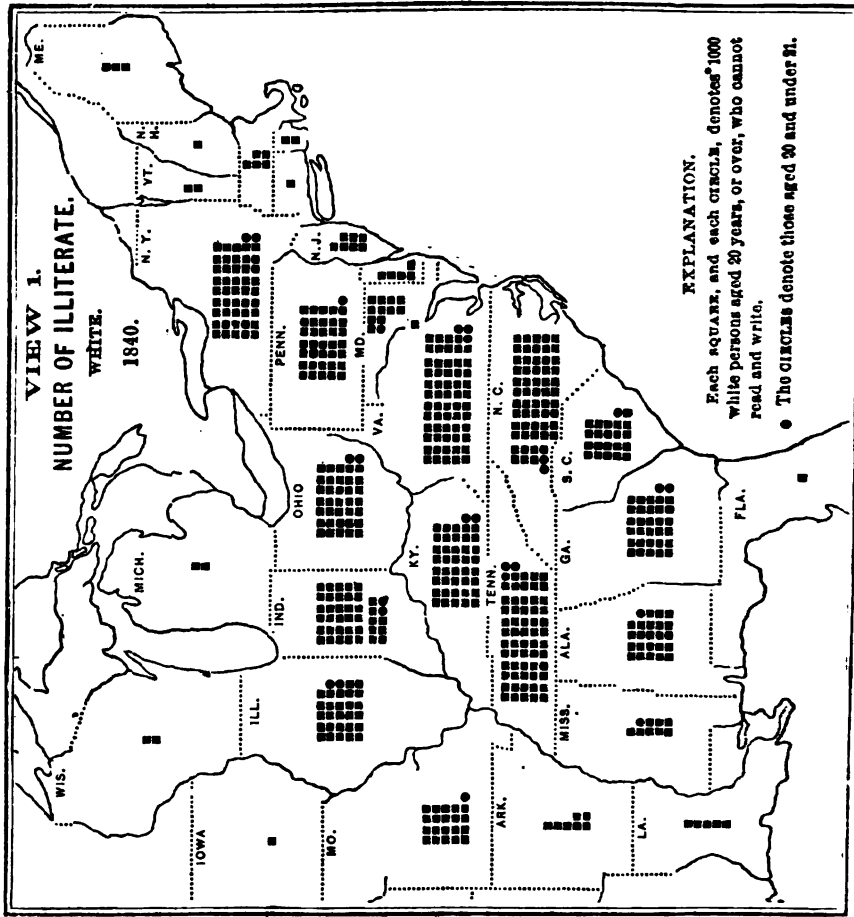 VIEW 1.
NUMBER OF ILLITERATE.
WHITE.
1840.
ME.
N. H.
VT.
N. Y.
N. J.
PENN.
MD.
VA.
N. C.
S. C.
OHIO
KY.
TENN.
GA.
FLA.
MICH.
IND.
ALA.
ILL.
MISS.
WIS.
IOWA
MO.
ARK.
LA.
EXPLANATION.
Each SQUARE, and each CIRCLE, denotes 1000
white persons aged 20 years, or over, who cannot
read and write.
● The CIRCLES denote those aged 20 and under 21.